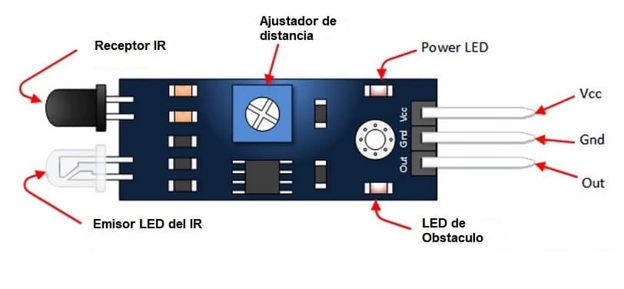 Ajustador de
distancia
Receptor IR
Power LED
Vcc
Vcc
Gnd
Gnd
Out
Out
Emisor LED del IR
LED de
Obstaculo